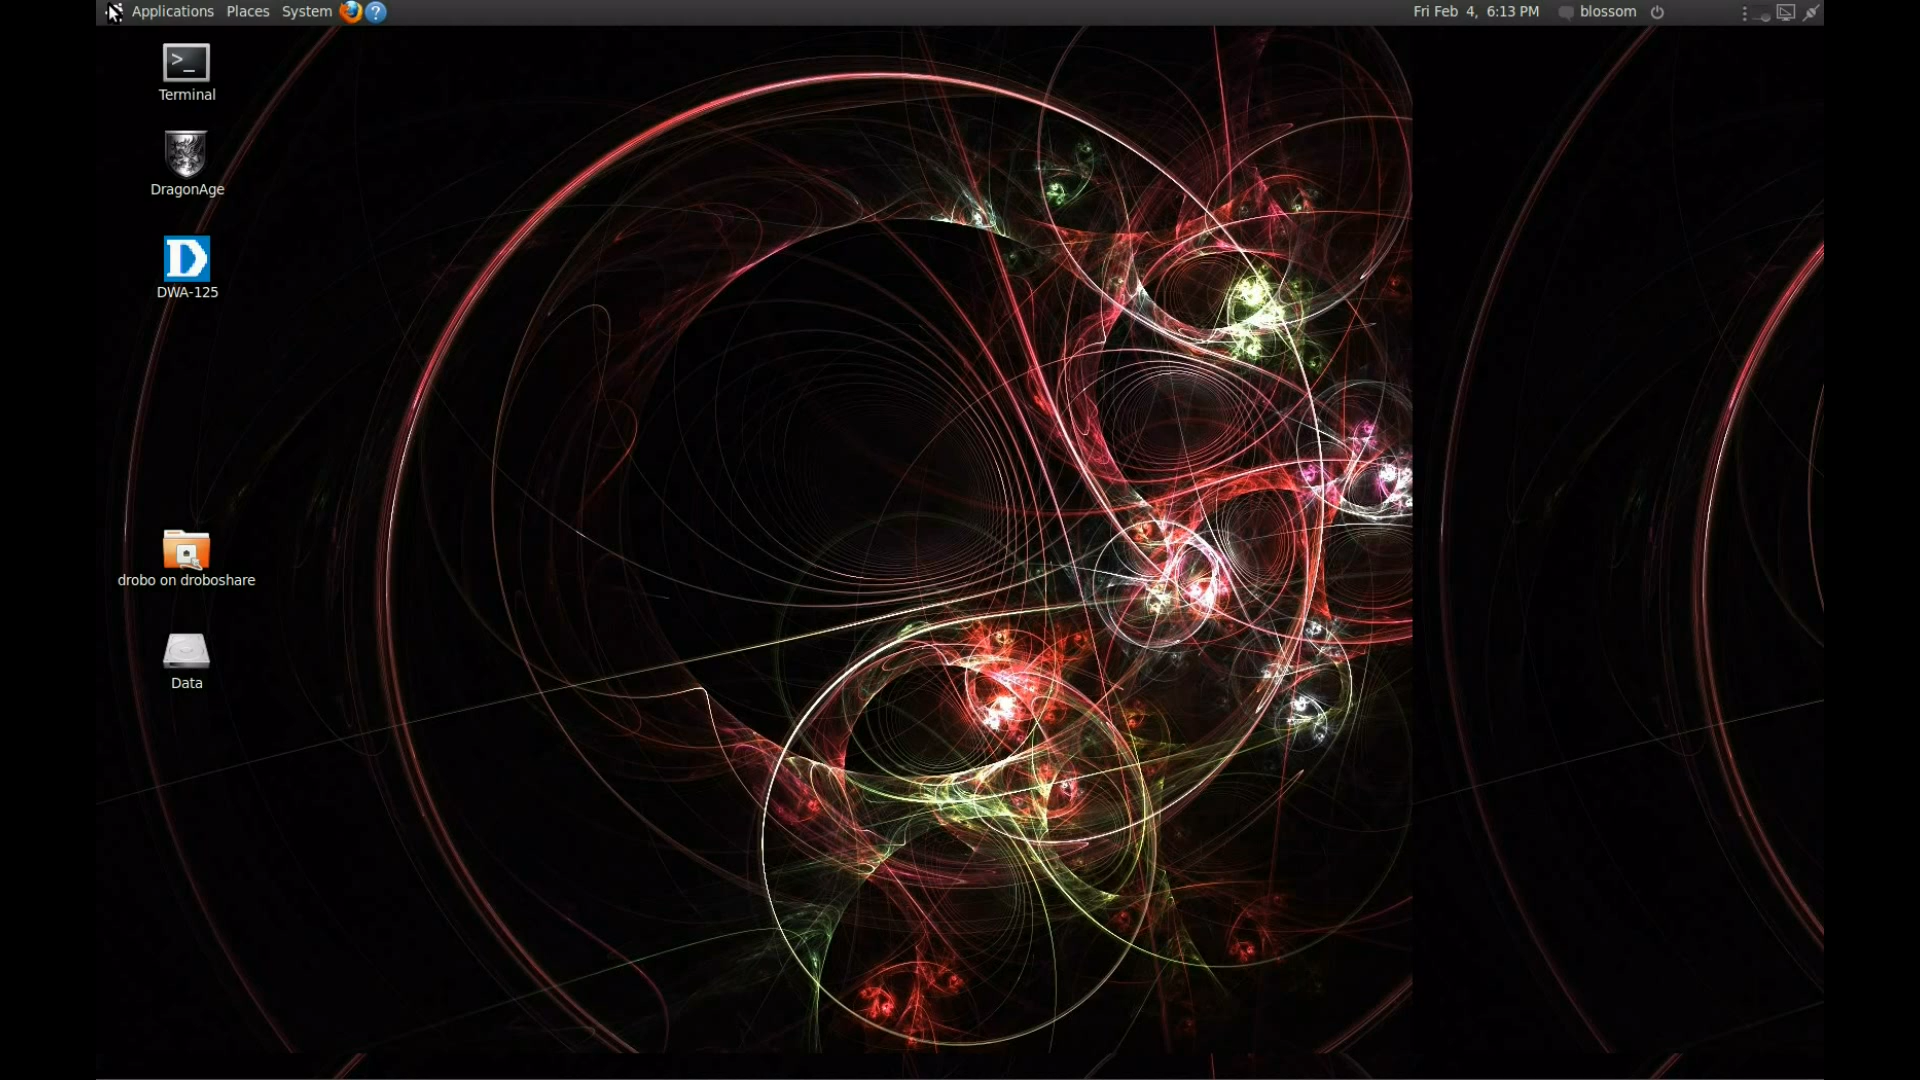 Applications Places System ? Fri Feb 4, 6:13 PM blossom
>_
Terminal
DragonAge
D
DWA-125
drobo on droboshare
Data